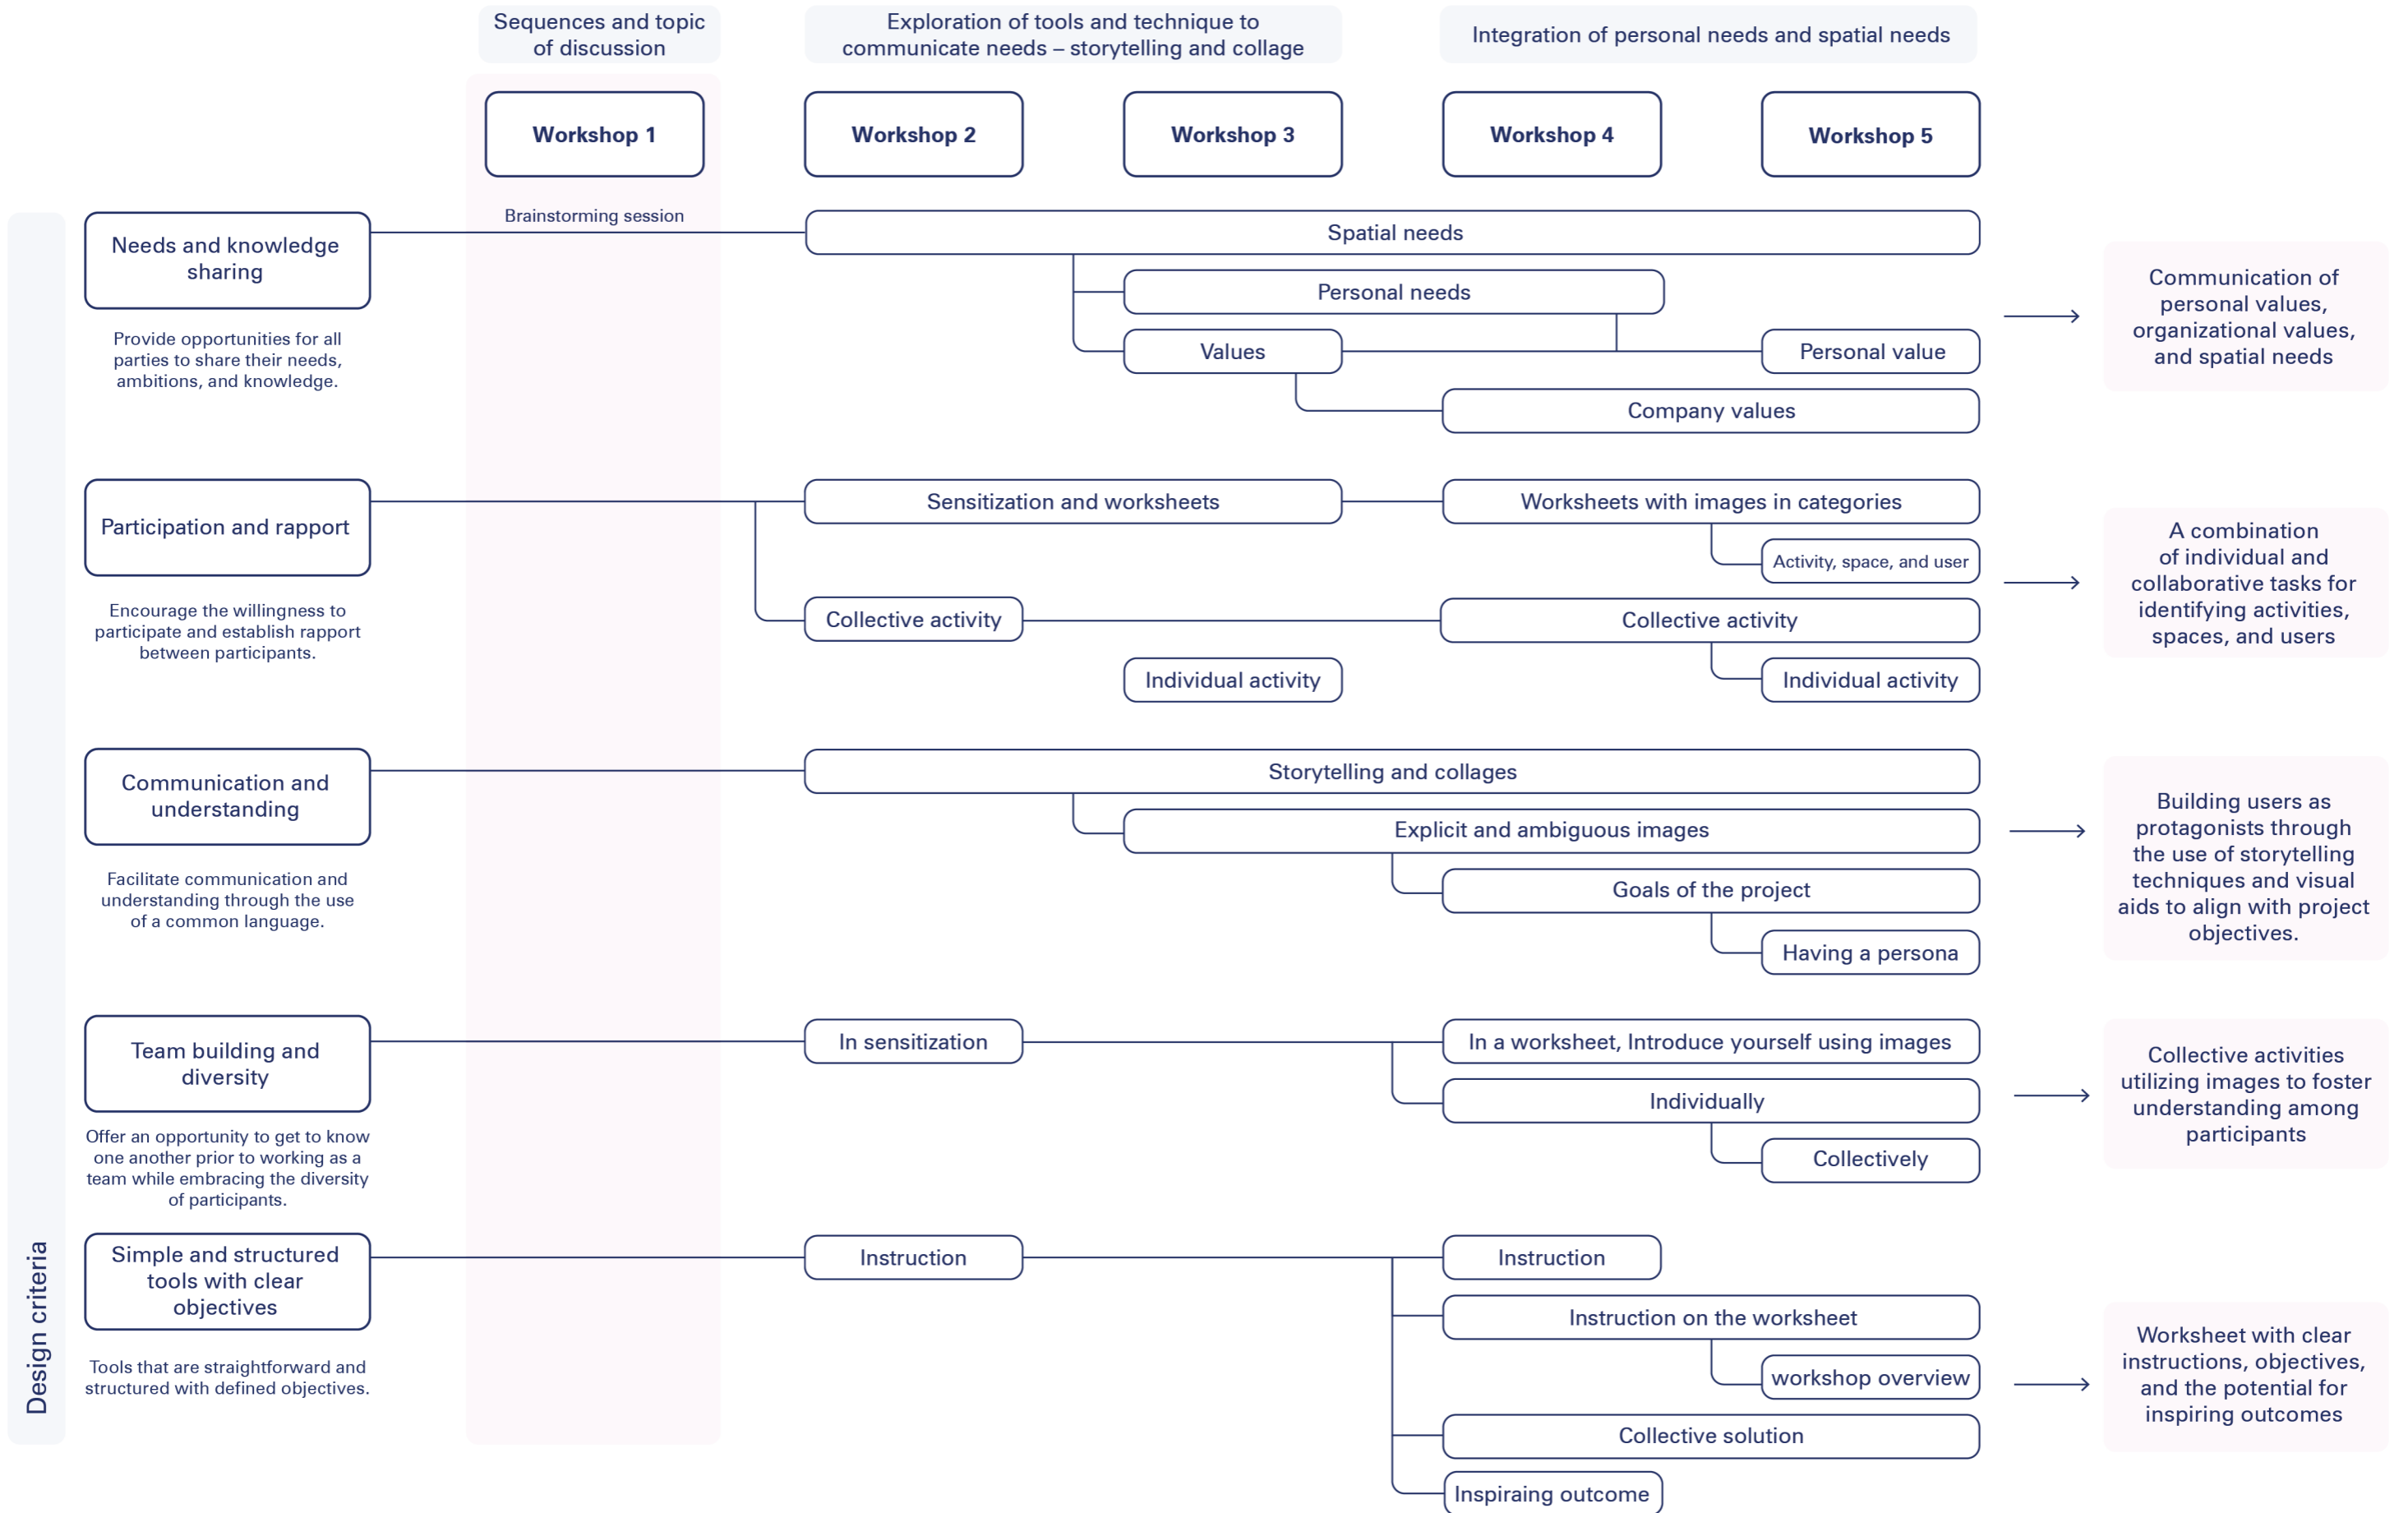 Sequences and topic
of discussion
Exploration of tools and technique to
communicate needs – storytelling and collage
Integration of personal needs and spatial needs
Workshop 1
Workshop 2
Workshop 3
Workshop 4
Workshop 5
Design criteria
Needs and knowledge
sharing
Provide opportunities for all
parties to share their needs,
ambitions, and knowledge.
Brainstorming session
Spatial needs
Personal needs
Values
Personal value
Company values
Communication of
personal values,
organizational values,
and spatial needs
Participation and rapport
Encourage the willingness to
participate and establish rapport
between participants.
Sensitization and worksheets
Worksheets with images in categories
Activity, space, and user
Collective activity
Collective activity
Individual activity
Individual activity
A combination
of individual and
collaborative tasks for
identifying activities,
spaces, and users
Communication and
understanding
Facilitate communication and
understanding through the use
of a common language.
Storytelling and collages
Explicit and ambiguous images
Goals of the project
Having a persona
Building users as
protagonists through
the use of storytelling
techniques and visual
aids to align with project
objectives.
Team building and
diversity
Offer an opportunity to get to know
one another prior to working as a
team while embracing the diversity
of participants.
In sensitization
In a worksheet, Introduce yourself using images
Individually
Collectively
Collective activities
utilizing images to foster
understanding among
participants
Simple and structured
tools with clear
objectives
Tools that are straightforward and
structured with defined objectives.
Instruction
Instruction
Instruction on the worksheet
workshop overview
Collective solution
Inspiraing outcome
Worksheet with clear
instructions, objectives,
and the potential for
inspiring outcomes